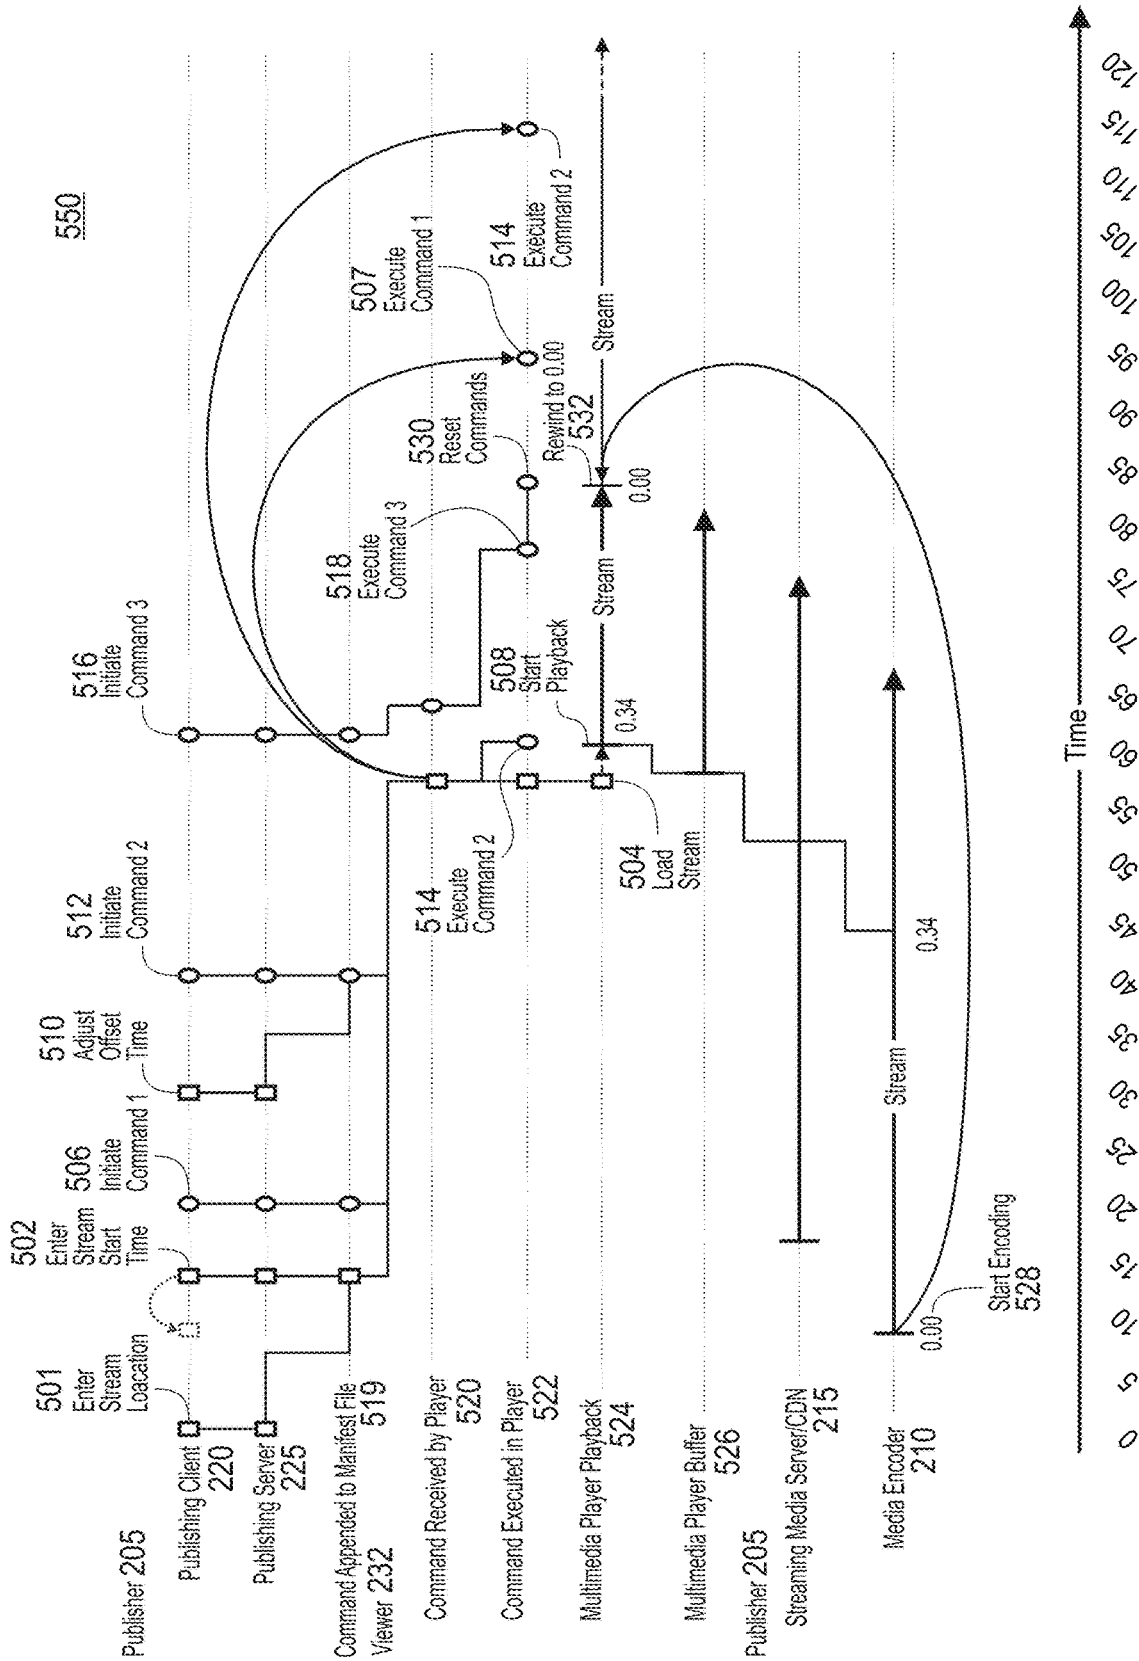 550
516
Initiate
Command 3
512
Initiate
Command 2
510
Adjust
Offset
Time
506
Initiate
Command 1
502
Enter
Stream
Start
Time
501
Enter
Stream
Loacation
Publisher 205
Publishing Client
220
Publishing Server
225
Command Appended to Manifest File
519
Viewer 232
Command Received by Player
520
Command Executed in Player
522
Multimedia Player Playback
524
Multimedia Player Buffer
526
Publisher 205
Streaming Media Server/CDN
215
Media Encoder
210
514
Execute
Command 2
504
Load
Stream
508
Start
Playback
518
Execute
Command 3
530
Reset
Commands
507
Execute
Command 1
514
Execute
Command 2
Rewind to 0.00
532
0.34
Stream
0.00
Stream
0.00
Stream
0.34
Start Encoding
528
Time
0
5
10
15
20
25
30
35
28
40
45
50
55
60
65
70
75
80
85
90
95
100
105
110
115
120